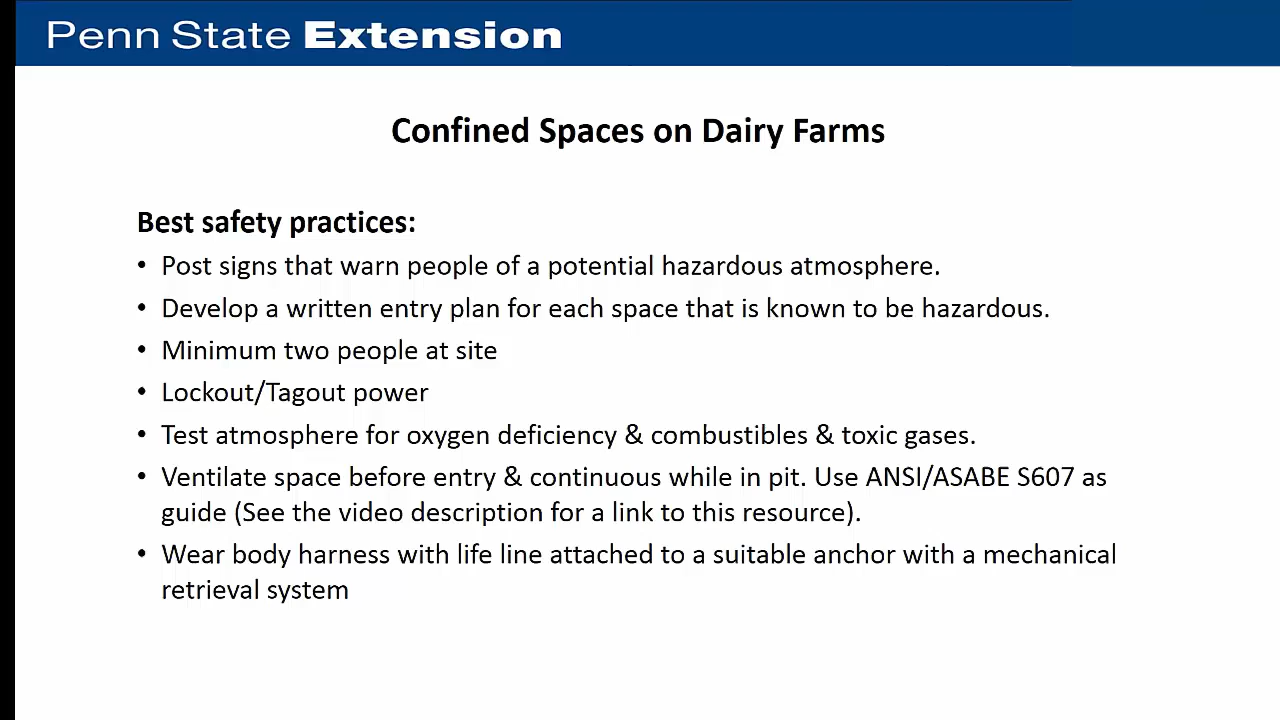 Penn State Extension
Confined Spaces on Dairy Farms
Best safety practices:
• Post signs that warn people of a potential hazardous atmosphere.
• Develop a written entry plan for each space that is known to be hazardous.
• Minimum two people at site
• Lockout/Tagout power
• Test atmosphere for oxygen deficiency & combustibles & toxic gases.
• Ventilate space before entry & continuous while in pit. Use ANSI/ASABE S607 as
guide (See the video description for a link to this resource).
• Wear body harness with life line attached to a suitable anchor with a mechanical
retrieval system